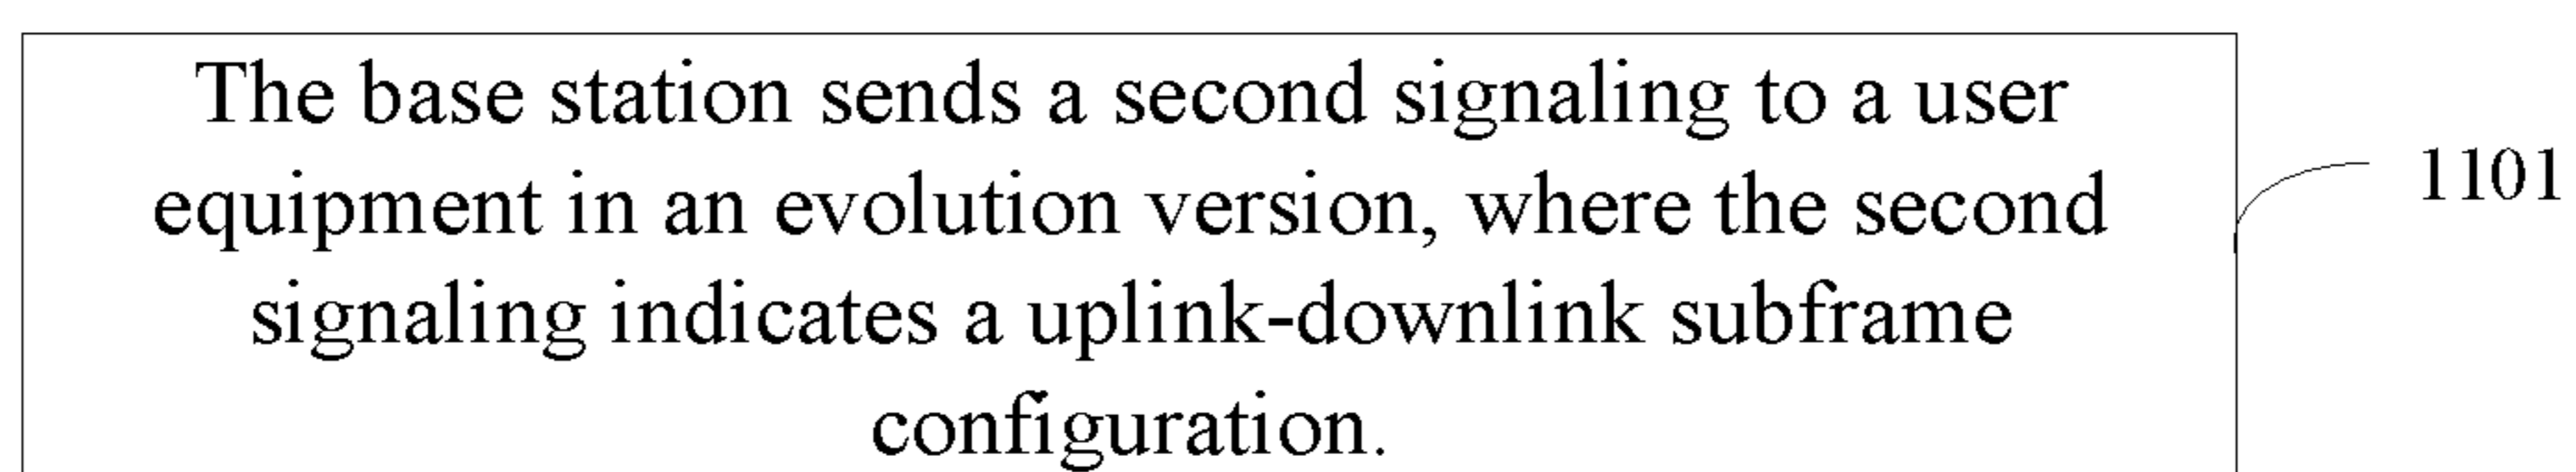 The base station sends a second signaling to a user
equipment in an evolution version, where the second
signaling indicates a uplink-downlink subframe
configuration.
1101